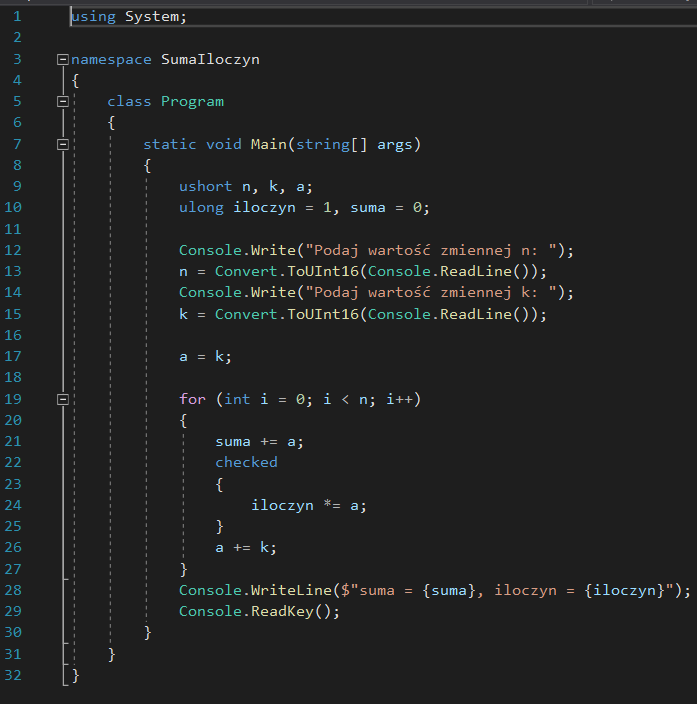 1 using System;
2
3 namespace SumaIloczyn
4 {
5 class Program
6 {
7 static void Main(string[] args)
8 {
9 ushort n, k, a;
10 ulong iloczyn = 1, suma = 0;
11
12 Console.Write("Podaj wartość zmiennej n: ");
13 n = Convert.ToUInt16(Console.ReadLine());
14 Console.Write("Podaj wartość zmiennej k: ");
15 k = Convert.ToUInt16(Console.ReadLine());
16
17 a = k;
18
19 for (int i = 0; i < n; i++)
20 {
21 suma += a;
22 checked
23 {
24 iloczyn *= a;
25 }
26 a += k;
27 }
28 Console.WriteLine($"suma = {suma}, iloczyn = {iloczyn}");
29 Console.ReadKey();
30 }
31 }
32 }